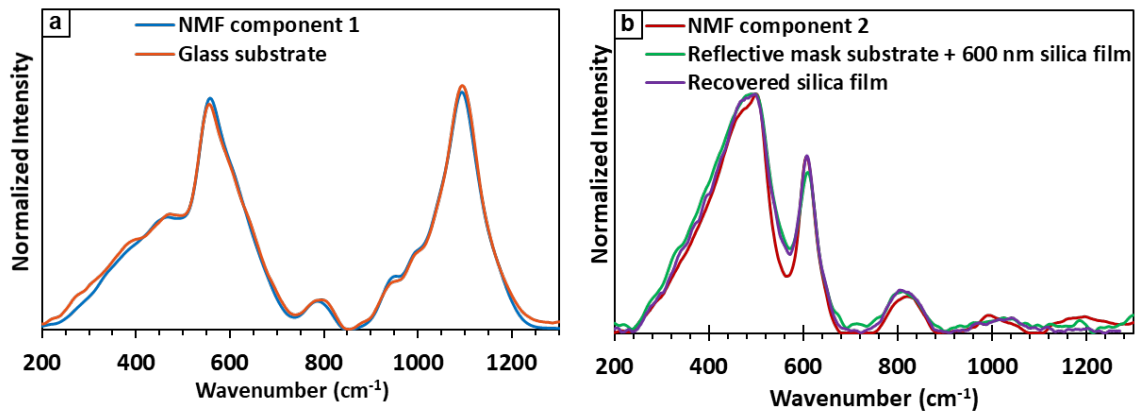 a
NMF component 1
Glass substrate
Normalized Intensity
200 400 600 800 1000 1200
Wavenumber (cm-1)
b
NMF component 2
Reflective mask substrate + 600 nm silica film
Recovered silica film
Normalized Intensity
200 400 600 800 1000 1200
Wavenumber (cm-1)